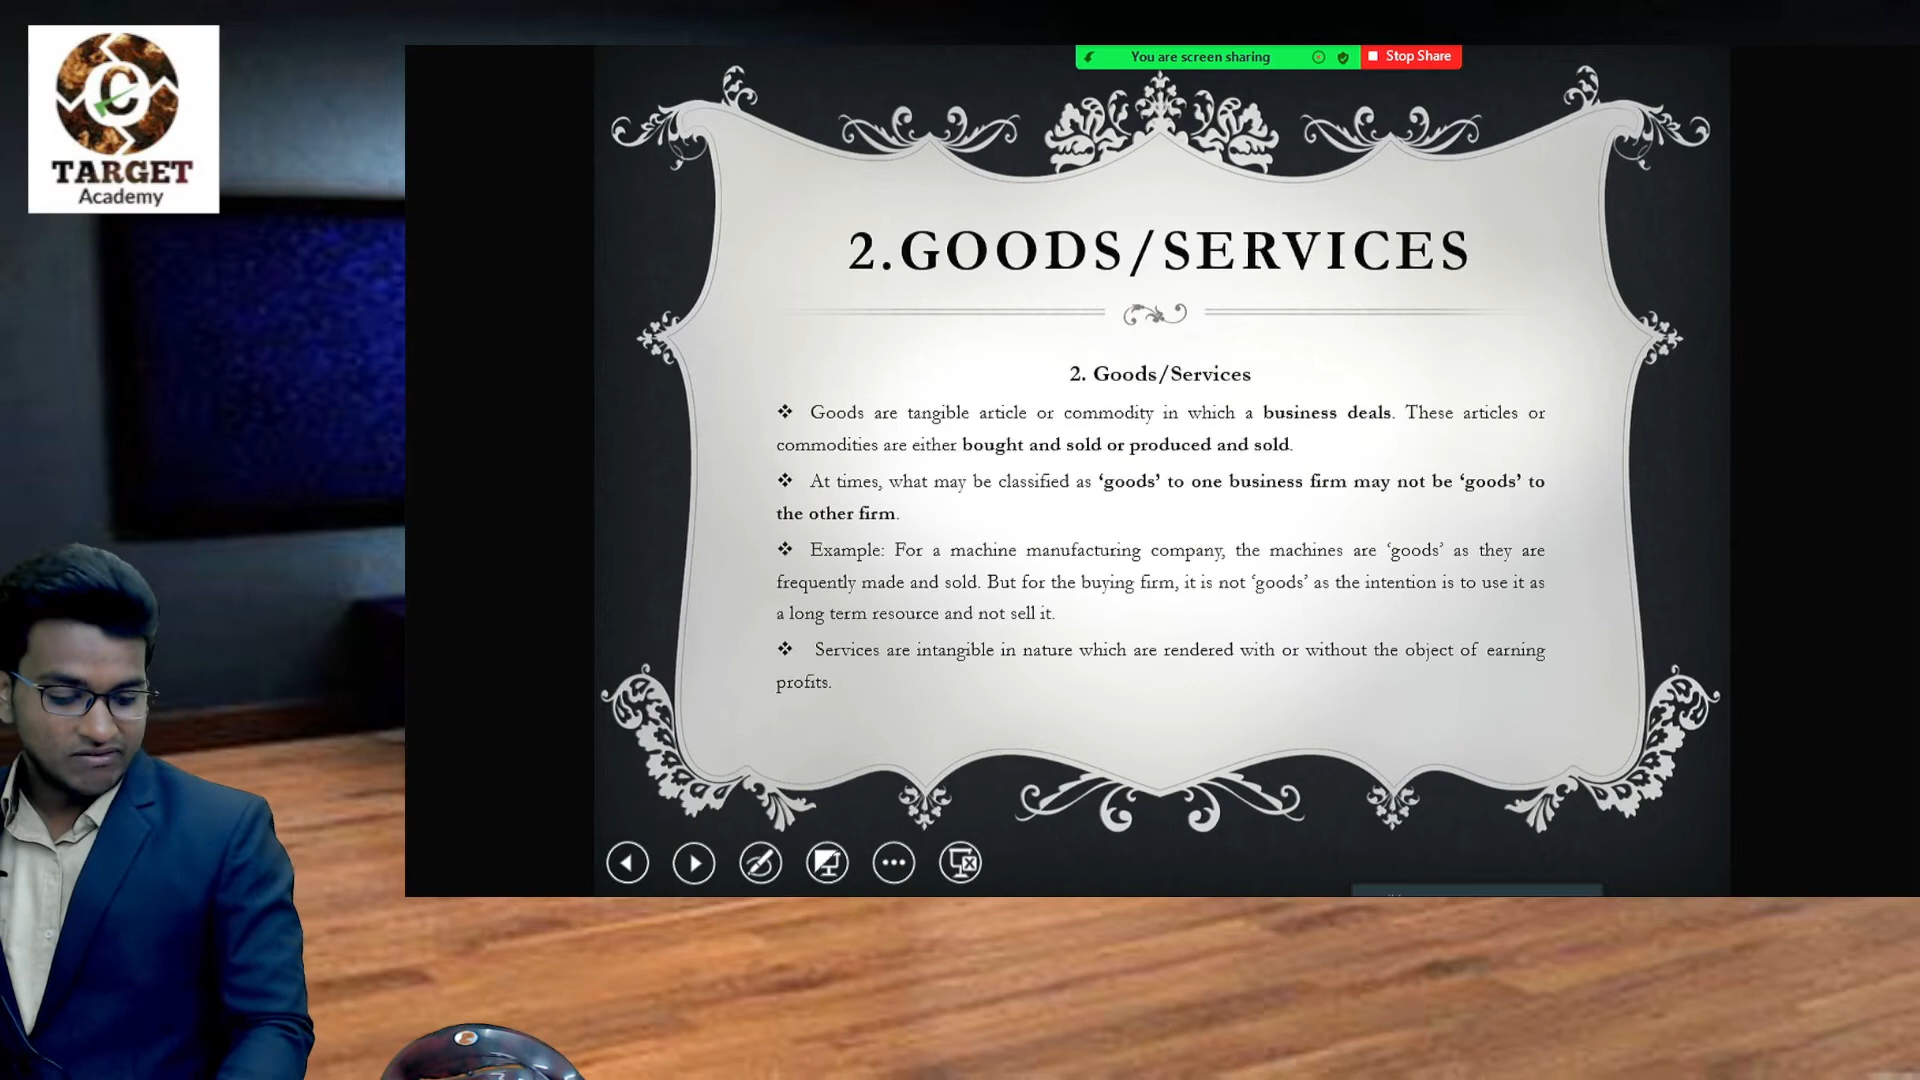 C
TARGET
Academy
You are screen sharing
Stop Share
2.GOODS/SERVICES
2. Goods/Services
❖ Goods are tangible article or commodity in which a business deals. These articles or
commodities are either bought and sold or produced and sold.
❖ At times, what may be classified as ‘goods’ to one business firm may not be ‘goods’ to
the other firm.
❖ Example: For a machine manufacturing company, the machines are ‘goods’ as they are
frequently made and sold. But for the buying firm, it is not ‘goods’ as the intention is to use it as
a long term resource and not sell it.
❖ Services are intangible in nature which are rendered with or without the object of earning
profits.